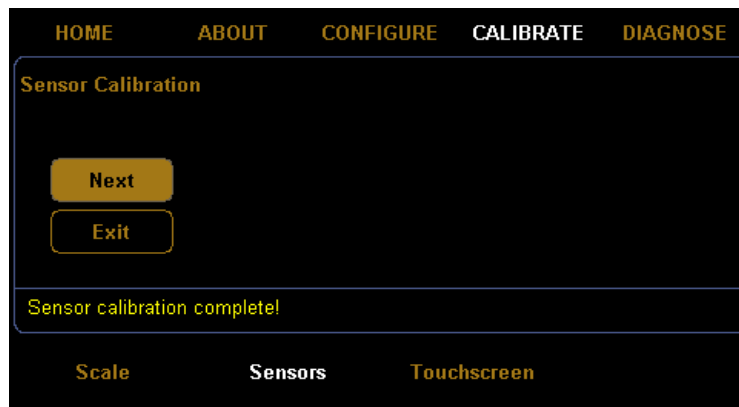 HOME ABOUT CONFIGURE CALIBRATE DIAGNOSE
Sensor Calibration
Next
Exit
Sensor calibration complete!
Scale Sensors Touchscreen